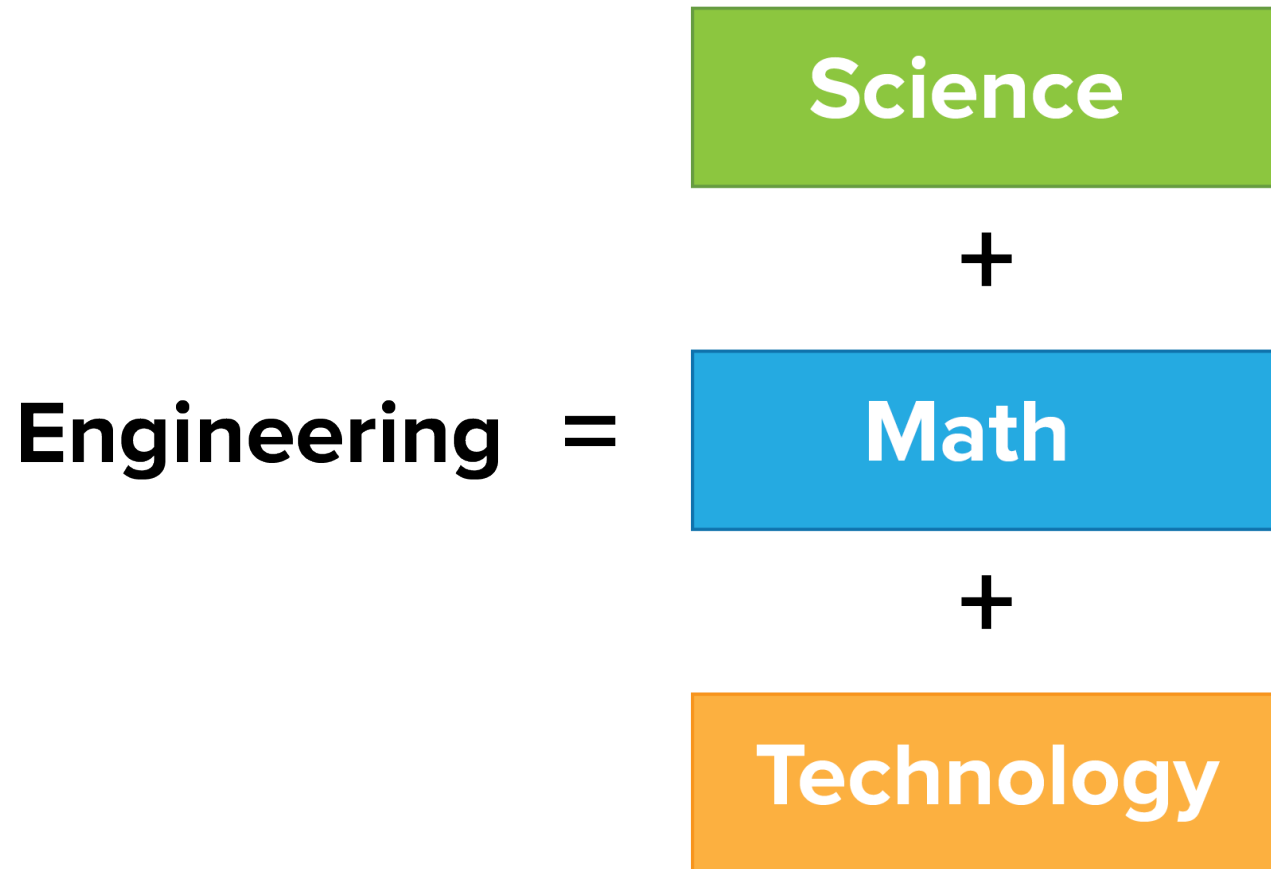 Science
+
Engineering = Math
+
Technology